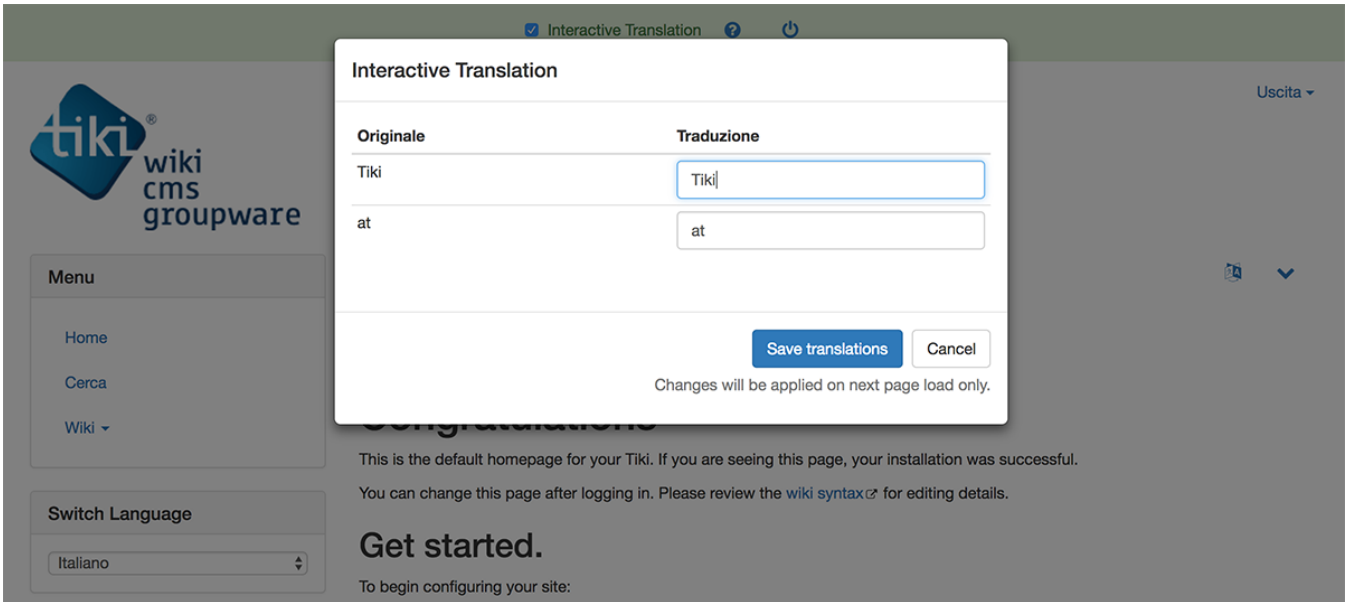 Interactive Translation
Interactive Translation
Uscita
Originale
Traduzione
Tiki
Tiki
at
at
Save translations
Cancel
Changes will be applied on next page load only.
tiki®
wiki
cms
groupware
Menu
Home
Cerca
Wiki
Switch Language
Italiano
Congratulations
This is the default homepage for your Tiki. If you are seeing this page, your installation was successful.
You can change this page after logging in. Please review the wiki syntax for editing details.
Get started.
To begin configuring your site: